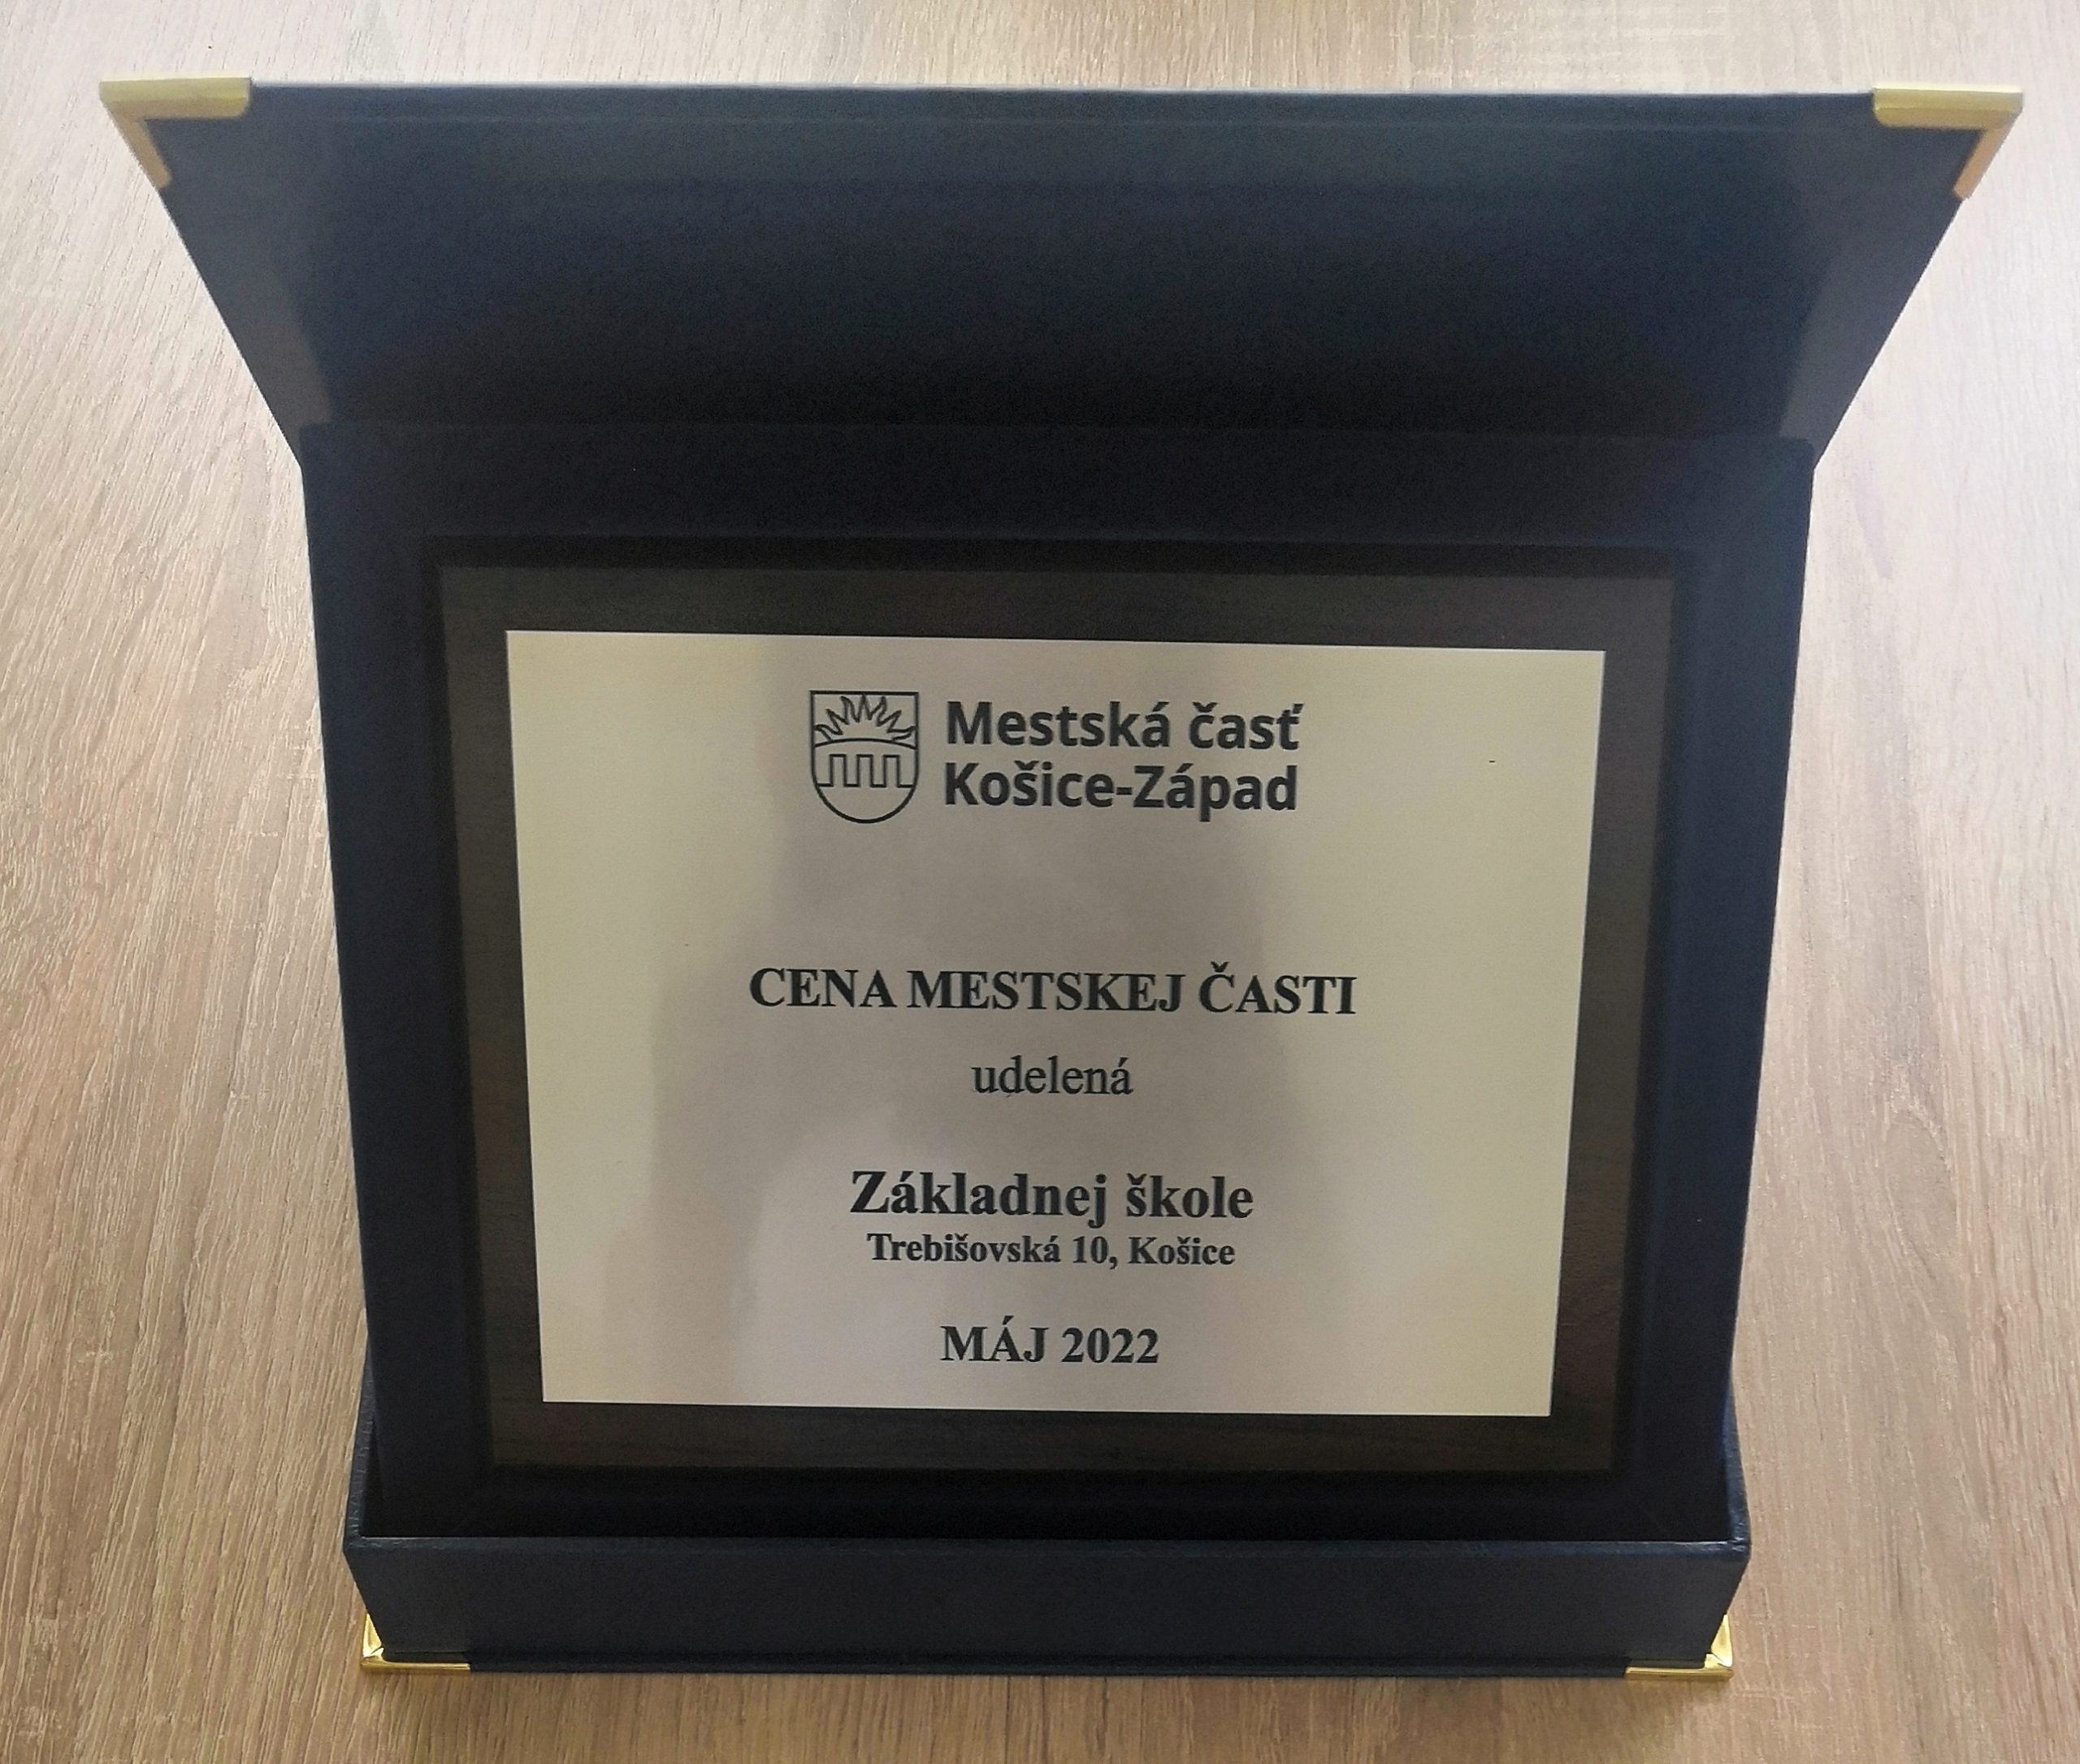 Mestská časť
Košice-Západ
CENA MESTSKEJ ČASTI
udelená
Základnej škole
Trebišovská 10, Košice
MÁJ 2022